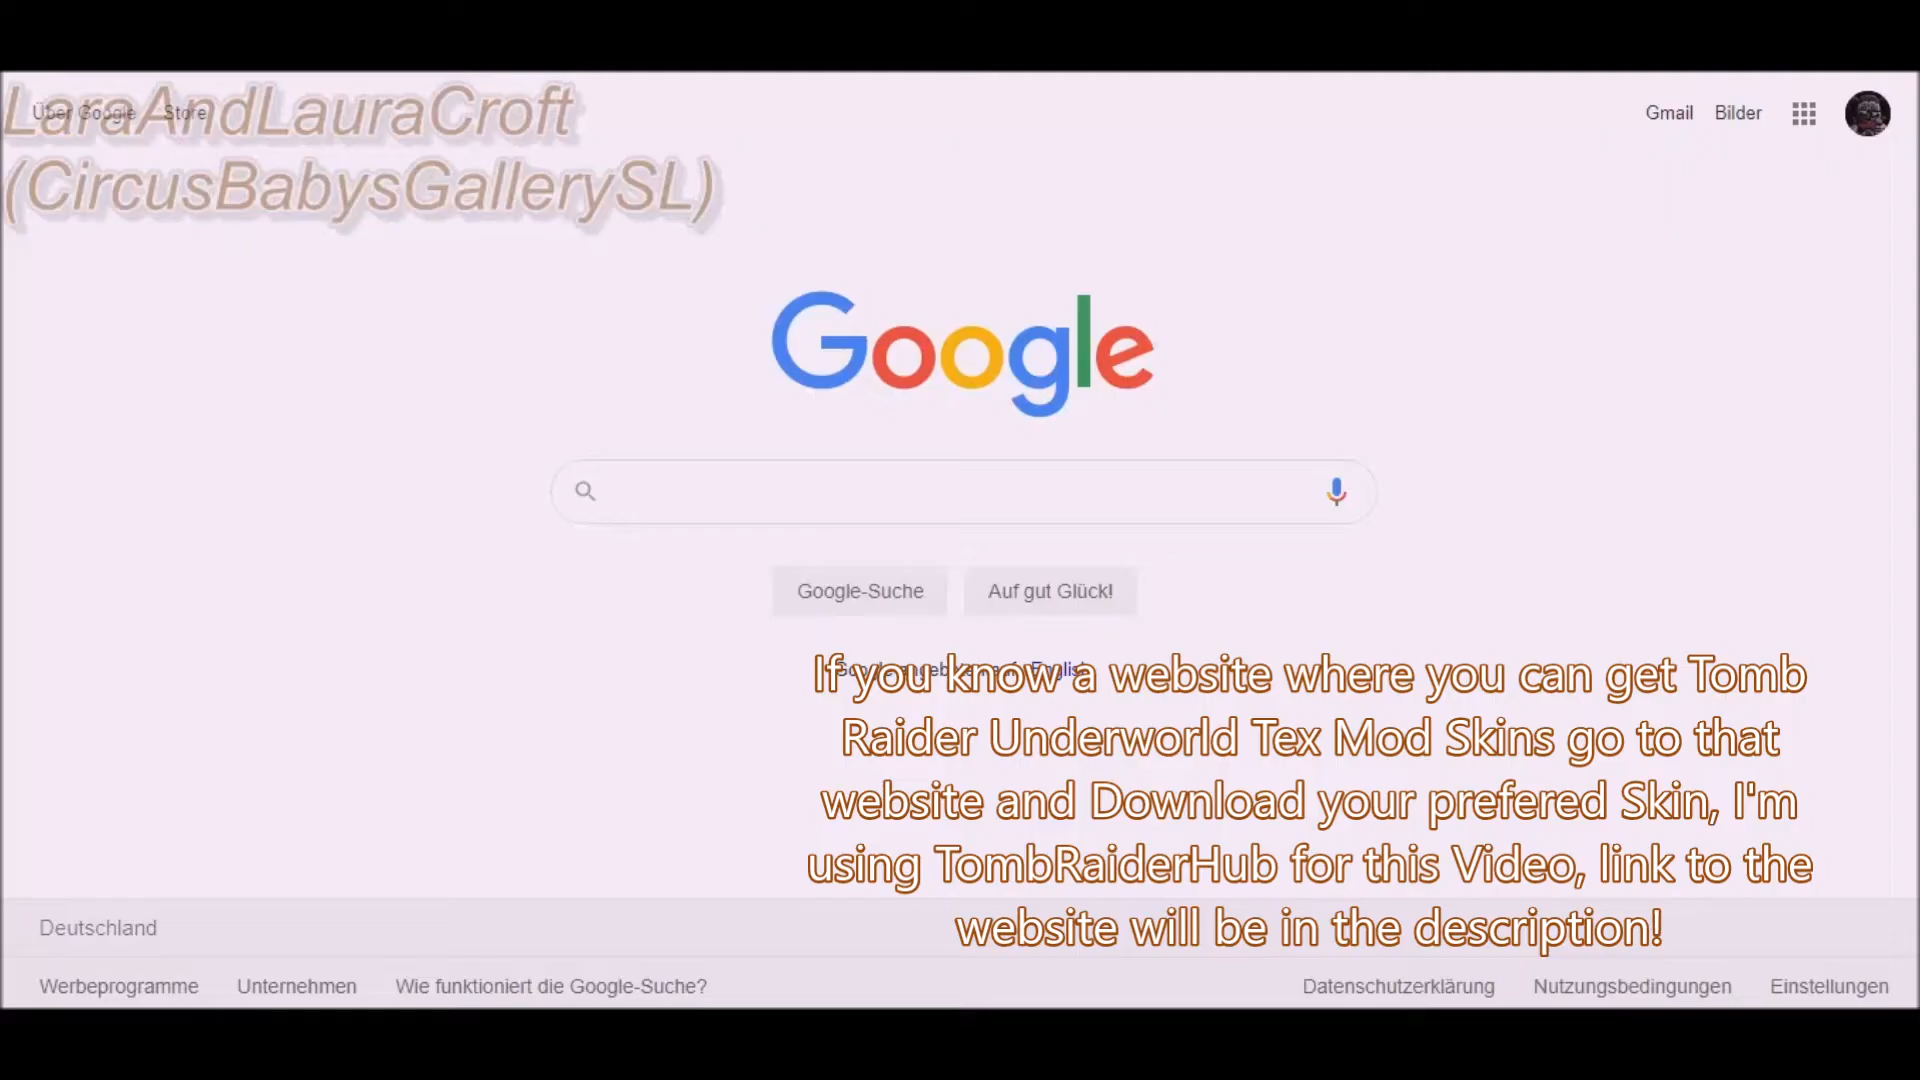 LaraAndLauraCroft
(CircusBabysGallerySL)
Über Google Store
Gmail Bilder
Google
Google-Suche Auf gut Glück!
If you know a website where you can get Tomb
Raider Underworld Tex Mod Skins go to that
website and Download your prefered Skin, I'm
using TombRaiderHub for this Video, link to the
website will be in the description!
Deutschland
Werbeprogramme Unternehmen Wie funktioniert die Google-Suche?
Datenschutzerklärung Nutzungsbedingungen Einstellungen